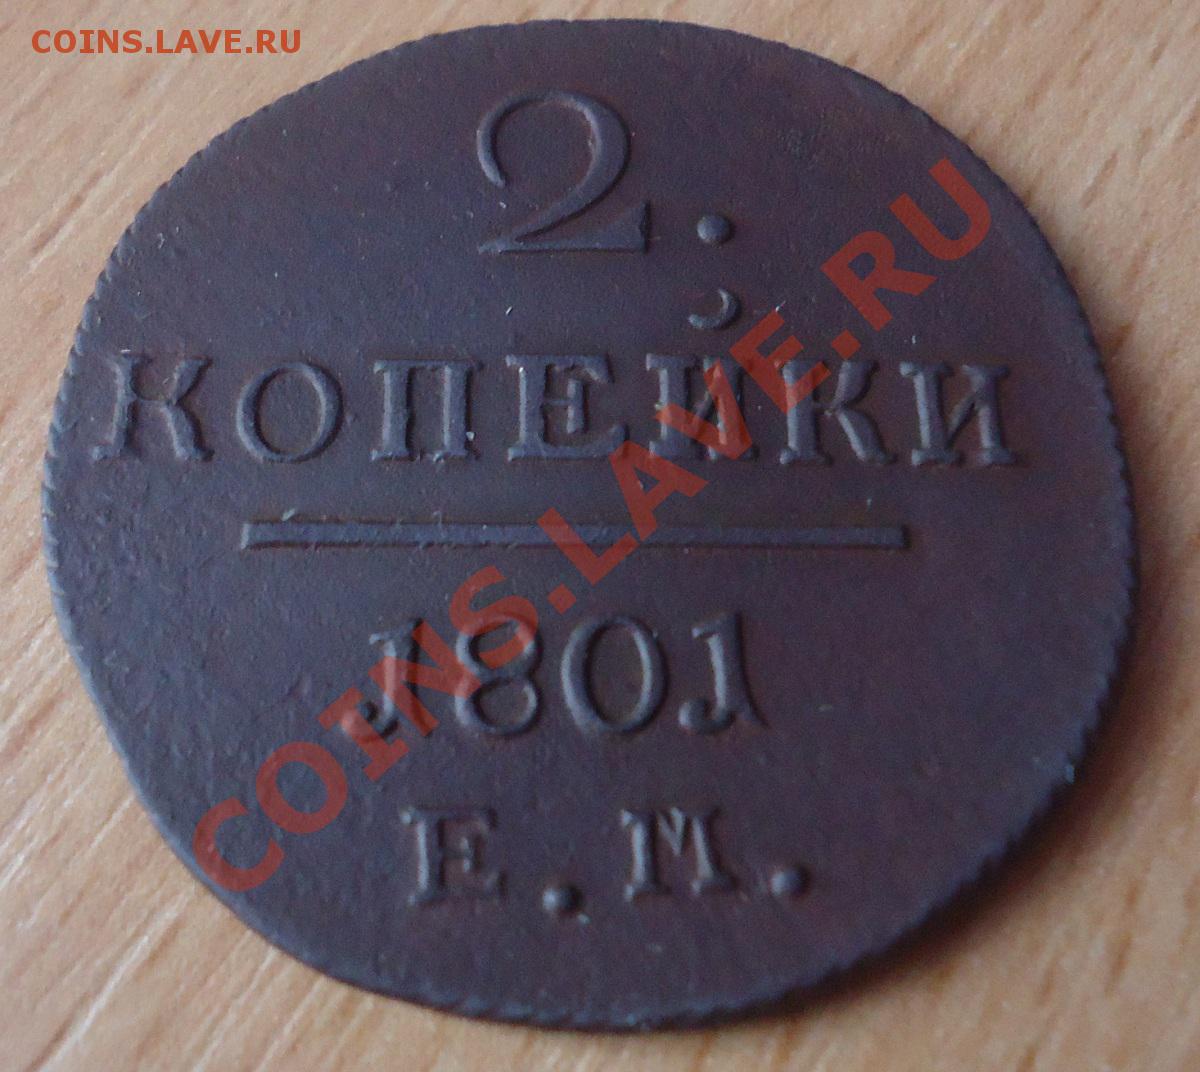 COINS.LAVE.RU
2.
КОПЕЙКИ
1801
Е.М.
COINS.LAVE.RU